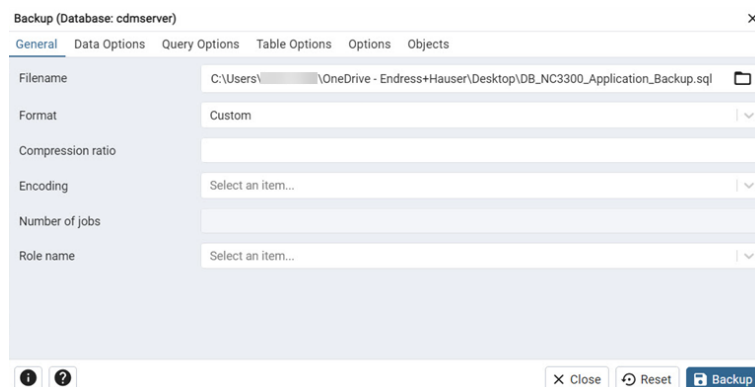 Backup (Database: cdmserver)
General Data Options Query Options Table Options Options Objects
Filename C:\Users\ \OneDrive - Endress+Hauser\Desktop\DB_NC3300_Application_Backup.sql
Format Custom
Compression ratio
Encoding Select an item...
Number of jobs
Role name Select an item...
Close Reset Backup